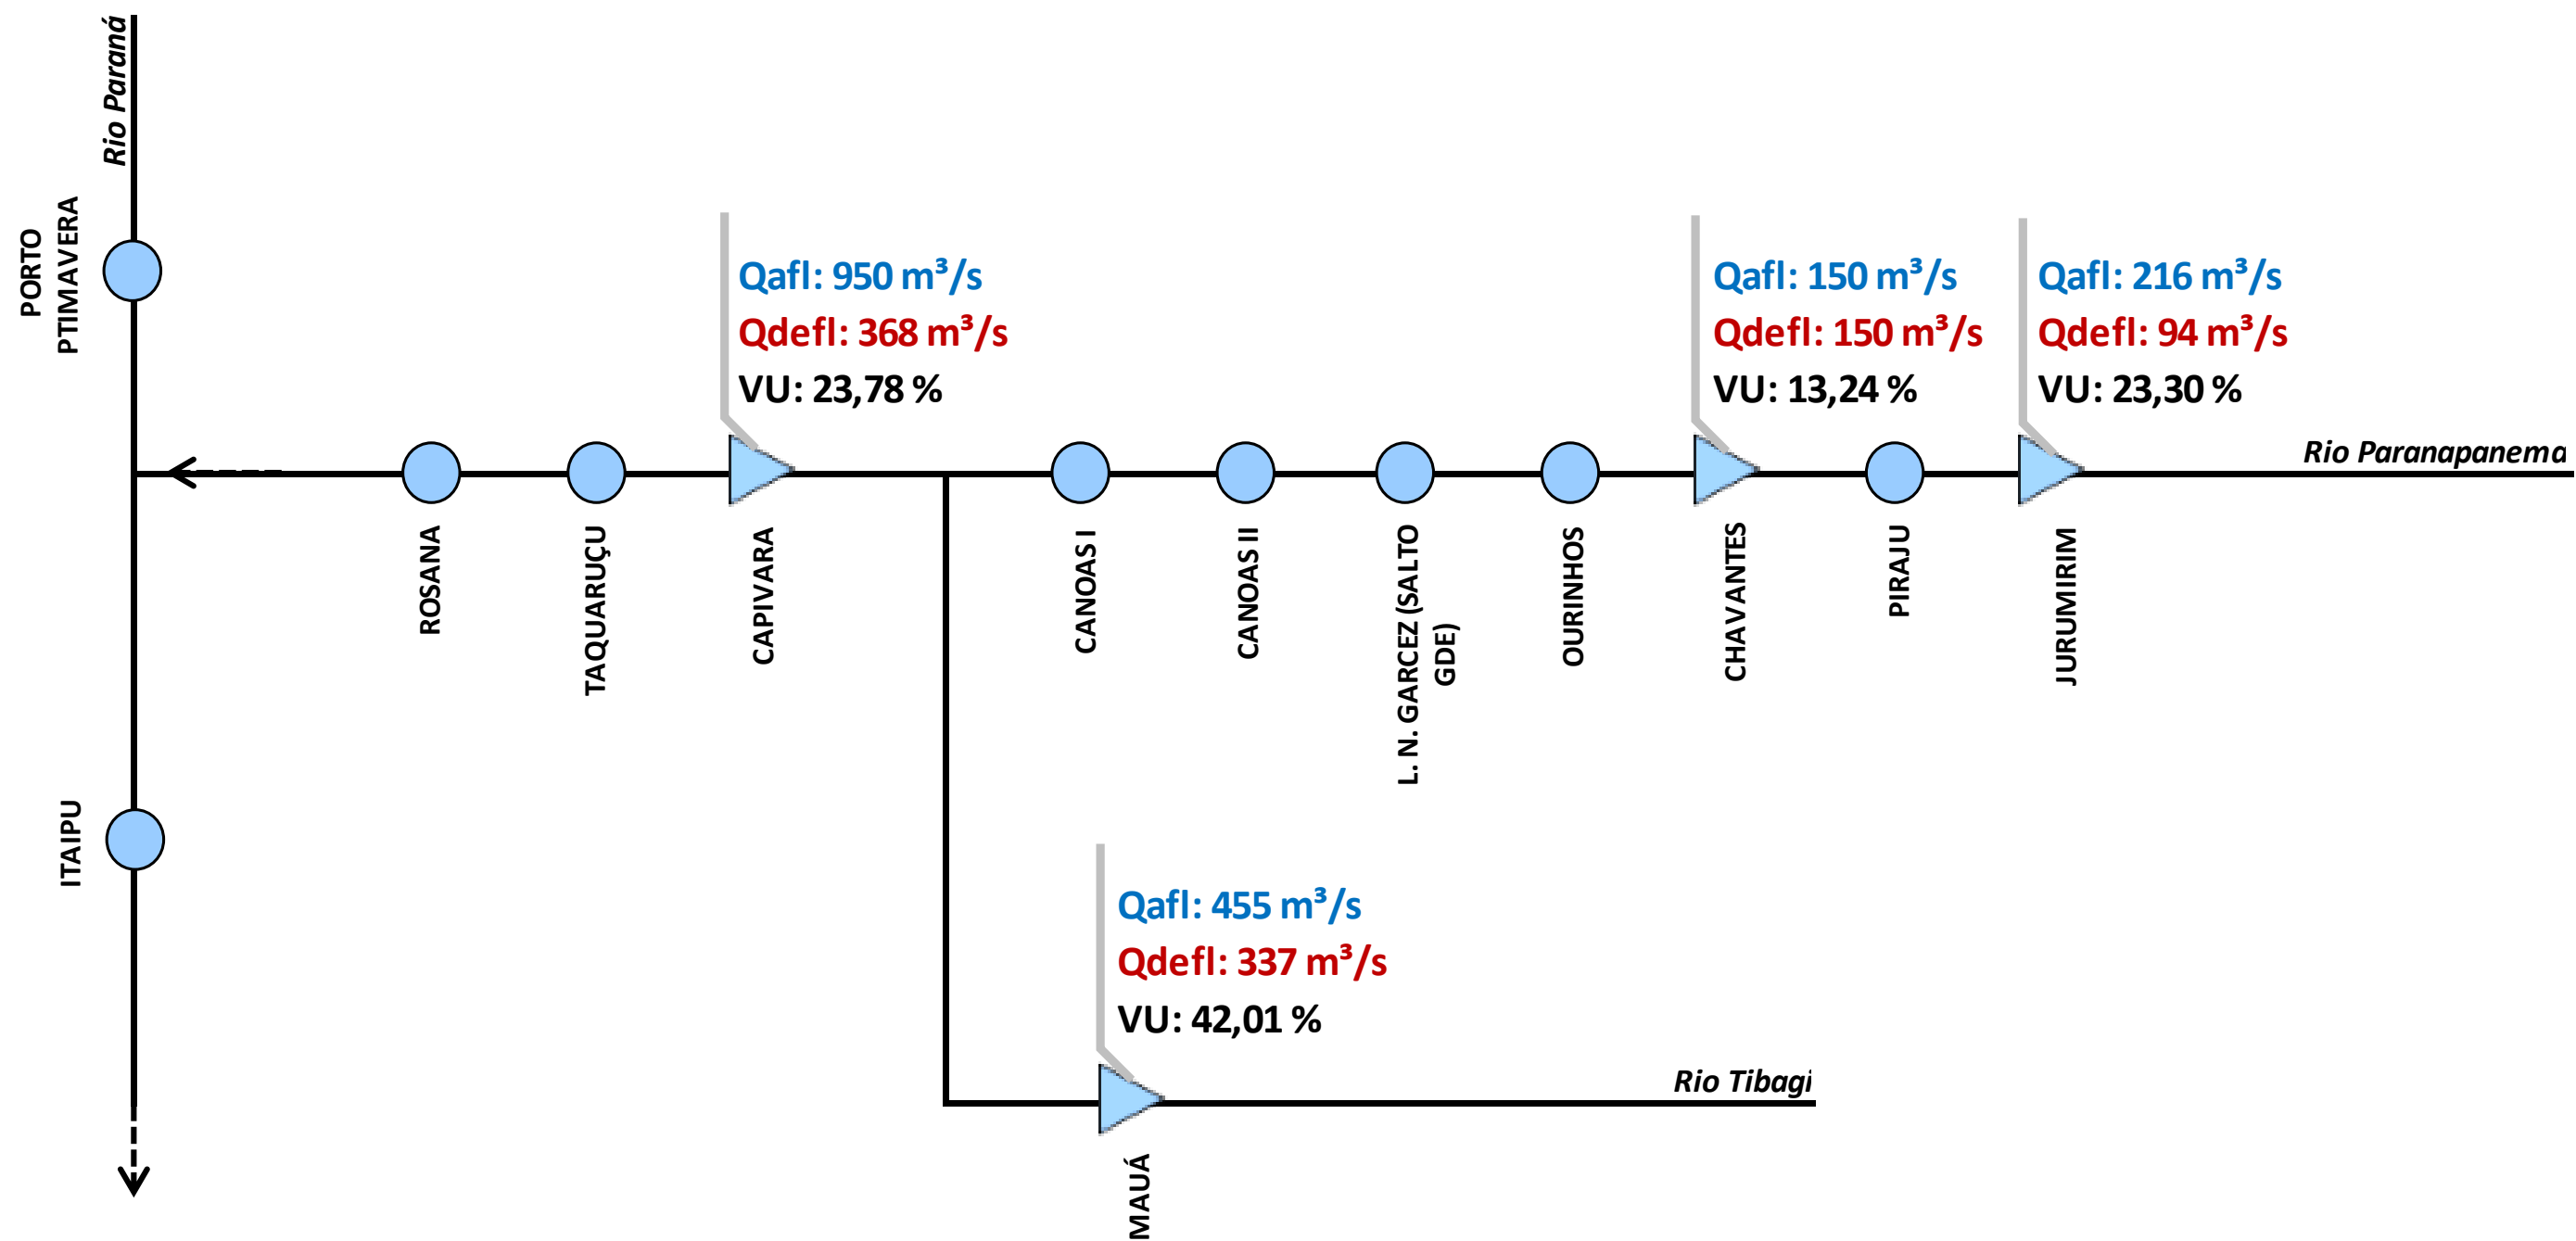 Rio Paraná
PORTO
PTIMAVERA
Qafl: 950 m³/s
Qdefl: 368 m³/s
VU: 23,78 %
Qafl: 150 m³/s
Qdefl: 150 m³/s
VU: 13,24 %
Qafl: 216 m³/s
Qdefl: 94 m³/s
VU: 23,30 %
Rio Paranapanema
ROSANA
TAQUARUÇU
CAPIVARA
CANOAS I
CANOAS II
L. N. GARCEZ (SALTO
GDE)
OURINHOS
CHAVANTES
PIRAJU
JURUMIRIM
ITAIPU
Qafl: 455 m³/s
Qdefl: 337 m³/s
VU: 42,01 %
Rio Tibagi
MAUÁ